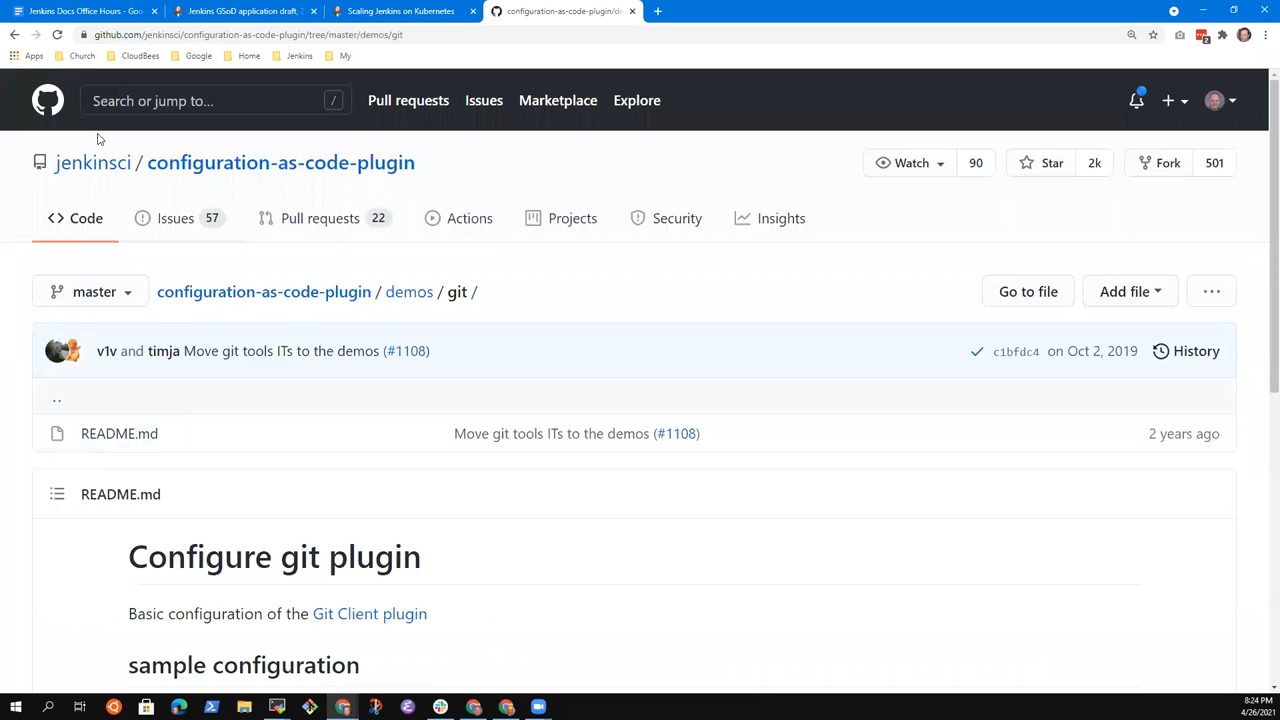 Jenkins Docs Office Hours - Goo
Jenkins GSoD application draft, 2
Scaling Jenkins on Kubernetes
configuration-as-code-plugin/de
github.com/jenkinsci/configuration-as-code-plugin/tree/master/demos/git
Apps Church CloudBees Google Home Jenkins My
Search or jump to... /
Pull requests Issues Marketplace Explore
jenkinsci / configuration-as-code-plugin
Watch 90 Star 2k Fork 501
Code Issues 57 Pull requests 22 Actions Projects Security Insights
master configuration-as-code-plugin / demos / git /
Go to file Add file ...
v1v and timja Move git tools ITs to the demos (#1108)
c1bfdc4 on Oct 2, 2019 History
..
README.md Move git tools ITs to the demos (#1108) 2 years ago
README.md
Configure git plugin
Basic configuration of the Git Client plugin
sample configuration
8:24 PM
4/26/2021